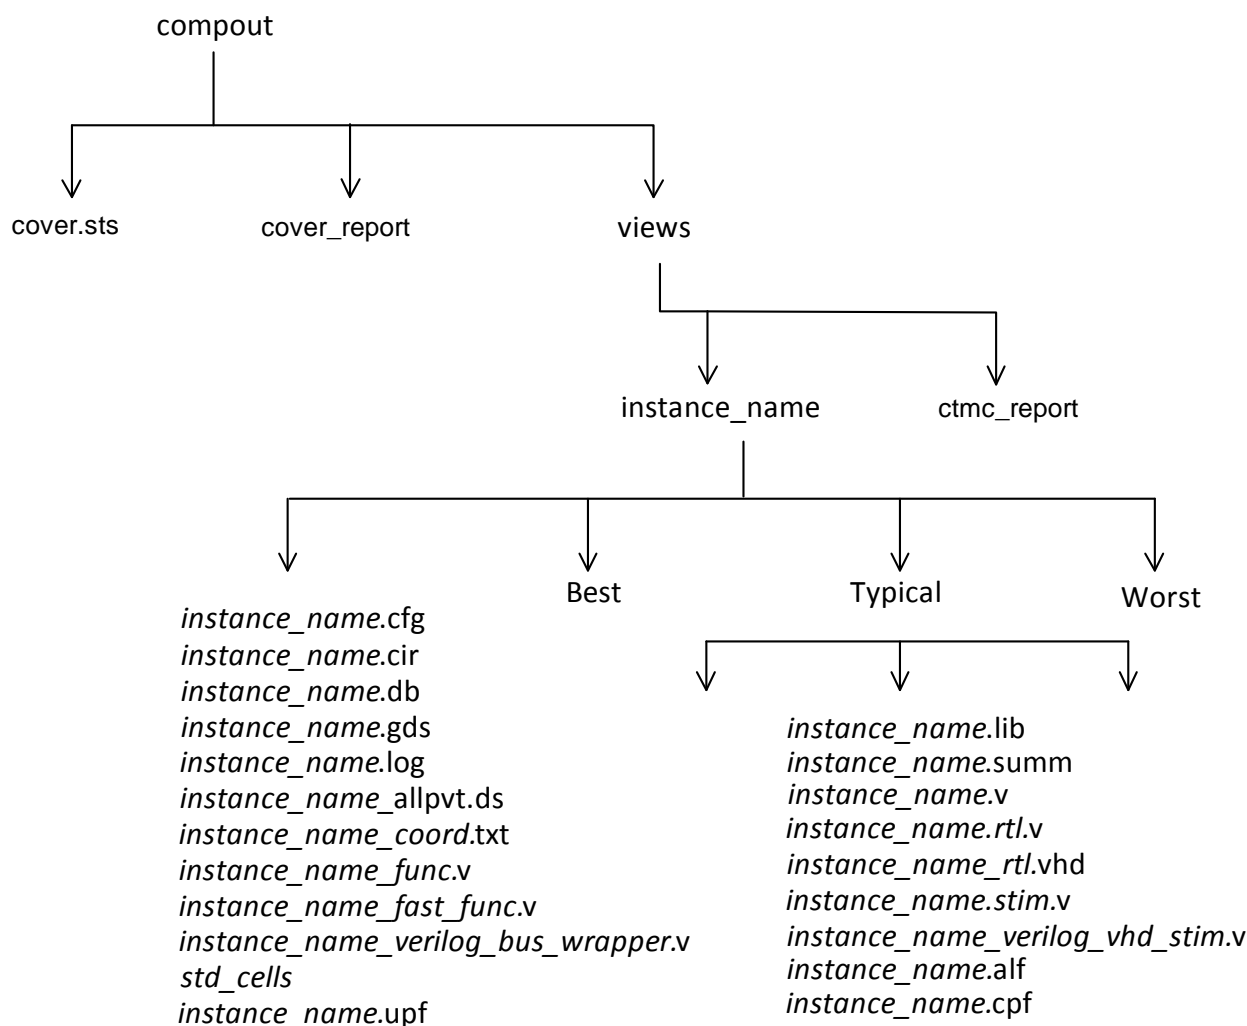 compout
cover.sts
cover_report
views
instance_name
ctmc_report
Best
Typical
Worst
instance_name.cfg
instance_name.cir
instance_name.db
instance_name.gds
instance_name.log
instance_name_allpvt.ds
instance_name_coord.txt
instance_name_func.v
instance_name_fast_func.v
instance_name_verilog_bus_wrapper.v
std_cells
instance_name.upf
instance_name.lib
instance_name.summ
instance_name.v
instance_name.rtl.v
instance_name_rtl.vhd
instance_name.stim.v
instance_name_verilog_vhd_stim.v
instance_name.alf
instance_name.cpf